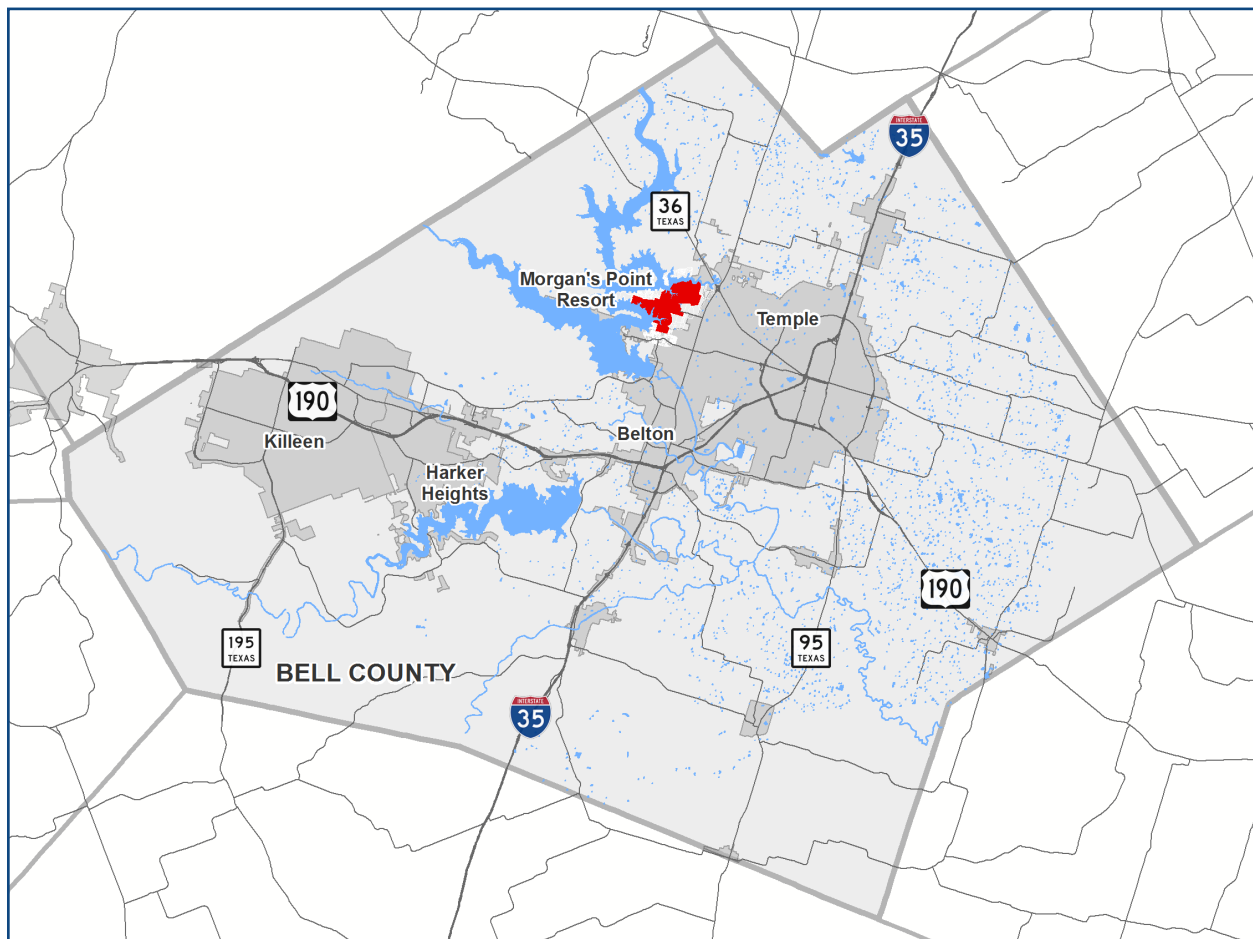 INTERSTATE
35
36
TEXAS
Morgan's Point
Resort
Temple
190
Killeen
Belton
Harker
Heights
190
195
TEXAS
95
TEXAS
BELL COUNTY
INTERSTATE
35